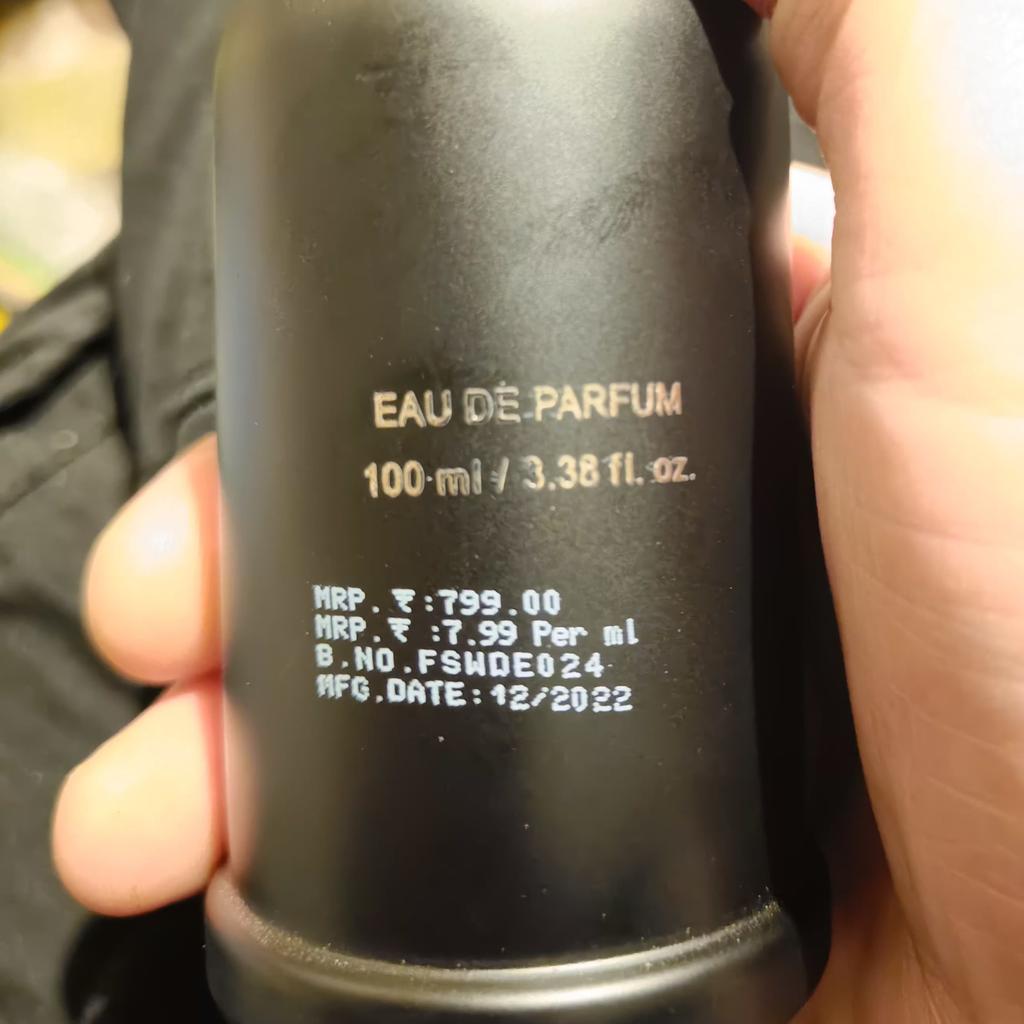 EAU DE PARFUM
100 ml / 3.38 fl. oz.
MRP. ₹ :799.00
MRP.₹ :7.99 Per ml
B.NO.FSWDE024
MFG.DATE:12/2022